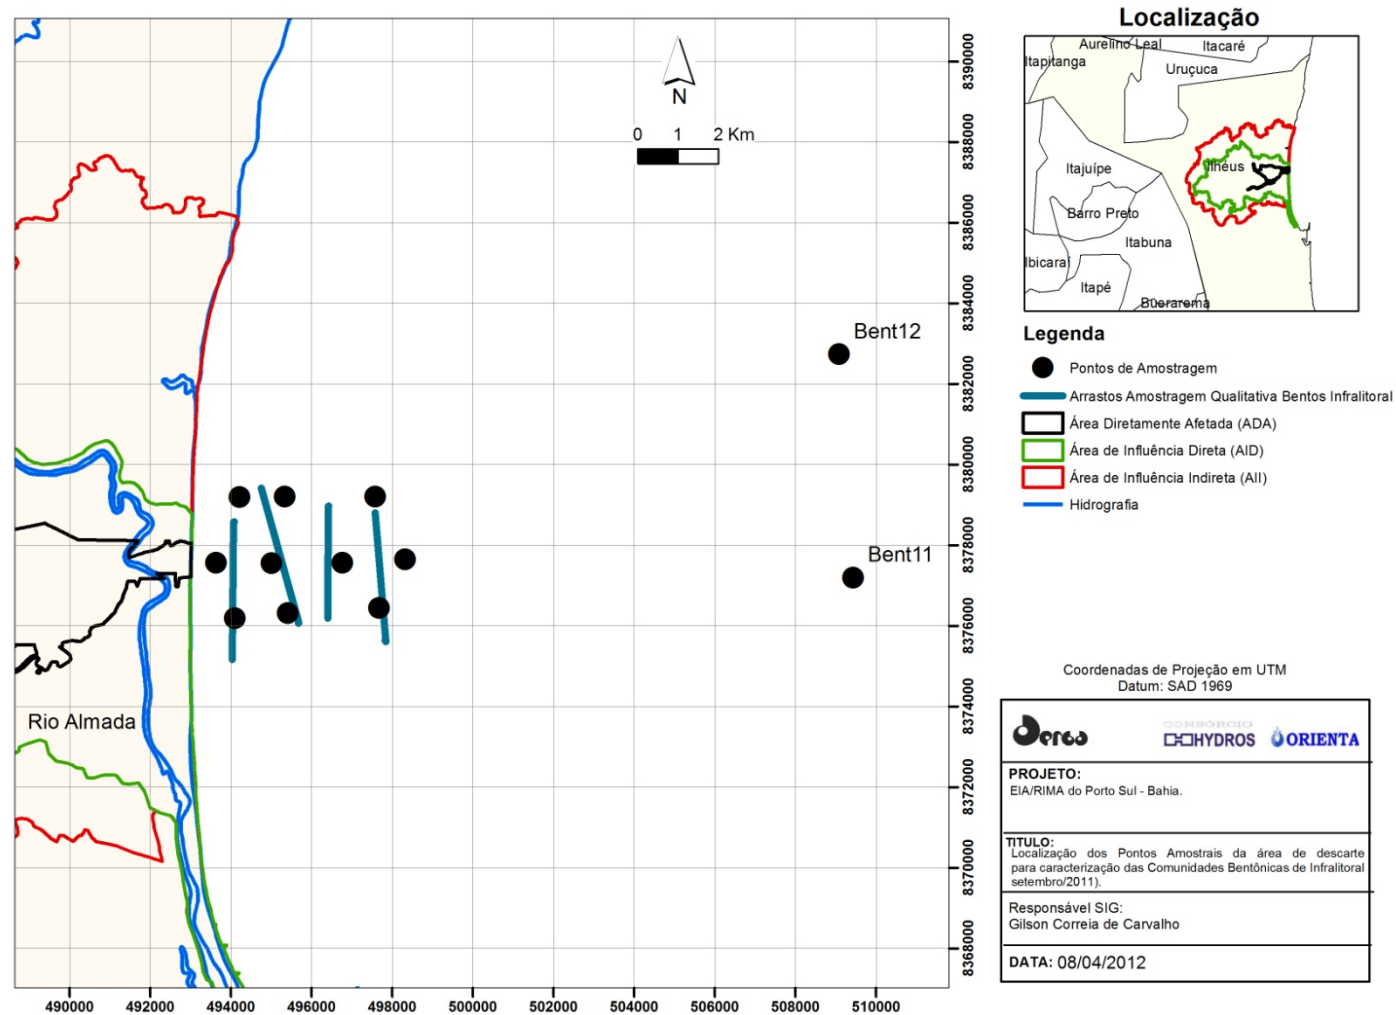 Localização
Aurelino Leal
Itacaré
Itapitanga
Uruçuca
Itajuípe
Ilhéus
Barro Preto
Itabuna
Ibicaraí
Itapé
Buerarema
N
0 1 2 Km
Bent12
Bent11
Rio Almada
8390000
8388000
8386000
8384000
8382000
8380000
8378000
8376000
8374000
8372000
8370000
8368000
490000 492000 494000 496000 498000 500000 502000 504000 506000 508000 510000
Legenda
Pontos de Amostragem
Arrastos Amostragem Qualitativa Bentos Infralitoral
Área Diretamente Afetada (ADA)
Área de Influência Direta (AID)
Área de Influência Indireta (AII)
Hidrografia
Coordenadas de Projeção em UTM
Datum: SAD 1969
Derba
CONSÓRCIO
HYDROS ORIENTA
PROJETO:
EIA/RIMA do Porto Sul - Bahia.
TITULO:
Localização dos Pontos Amostrais da área de descarte
para caracterização das Comunidades Bentônicas de Infralitoral
setembro/2011).
Responsável SIG:
Gilson Correia de Carvalho
DATA: 08/04/2012